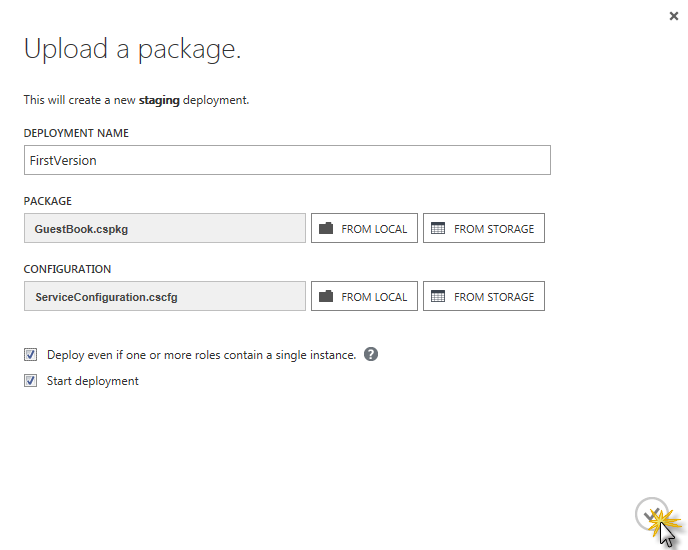 Upload a package.
This will create a new staging deployment.
DEPLOYMENT NAME
FirstVersion
PACKAGE
GuestBook.cspkg FROM LOCAL FROM STORAGE
CONFIGURATION
ServiceConfiguration.cscfg FROM LOCAL FROM STORAGE
Deploy even if one or more roles contain a single instance. ?
Start deployment